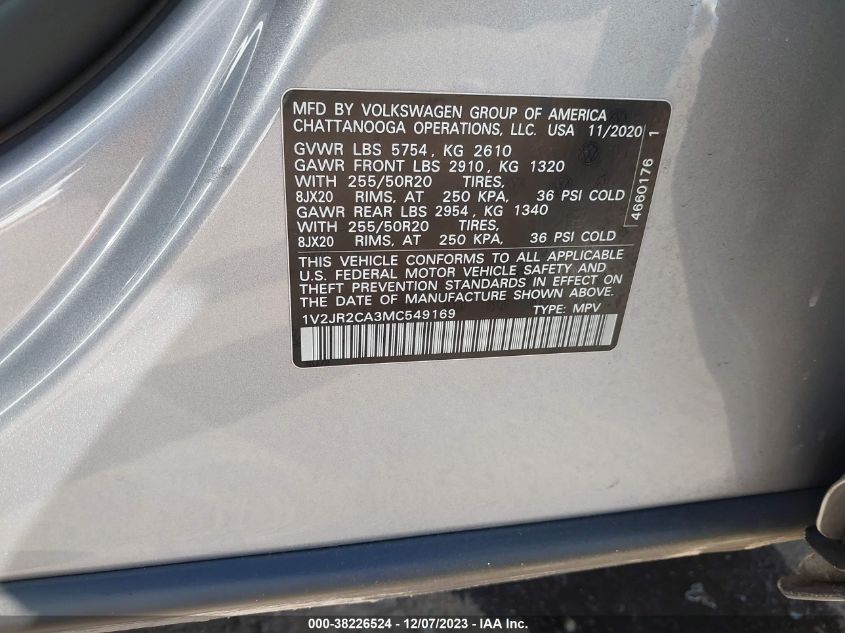 MFD BY VOLKSWAGEN GROUP OF AMERICA
CHATTANOOGA OPERATIONS, LLC. USA 11/2020
GVWR LBS 5754, KG 2610
GAWR FRONT LBS 2910, KG 1320
WITH 255/50R20 TIRES,
8JX20 RIMS, AT 250 KPA, 36 PSI COLD
GAWR REAR LBS 2954, KG 1340
WITH 255/50R20 TIRES,
8JX20 RIMS, AT 250 KPA, 36 PSI COLD
THIS VEHICLE CONFORMS TO ALL APPLICABLE
U.S. FEDERAL MOTOR VEHICLE SAFETY AND
THEFT PREVENTION STANDARDS IN EFFECT ON
THE DATE OF MANUFACTURE SHOWN ABOVE.
1V2JR2CA3MC549169 TYPE: MPV
4660176 1
000-38226524 - 12/07/2023 - IAA Inc.